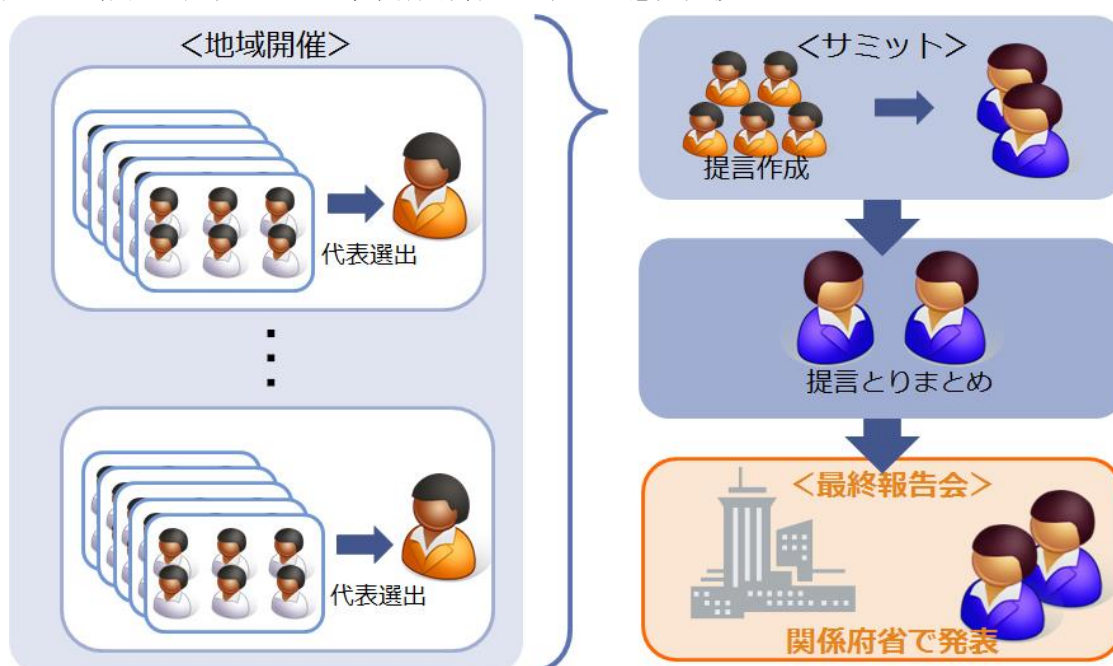 ＜地域開催＞
代表選出
代表選出
＜サミット＞
提言作成
提言とりまとめ
＜最終報告会＞
関係府省で発表